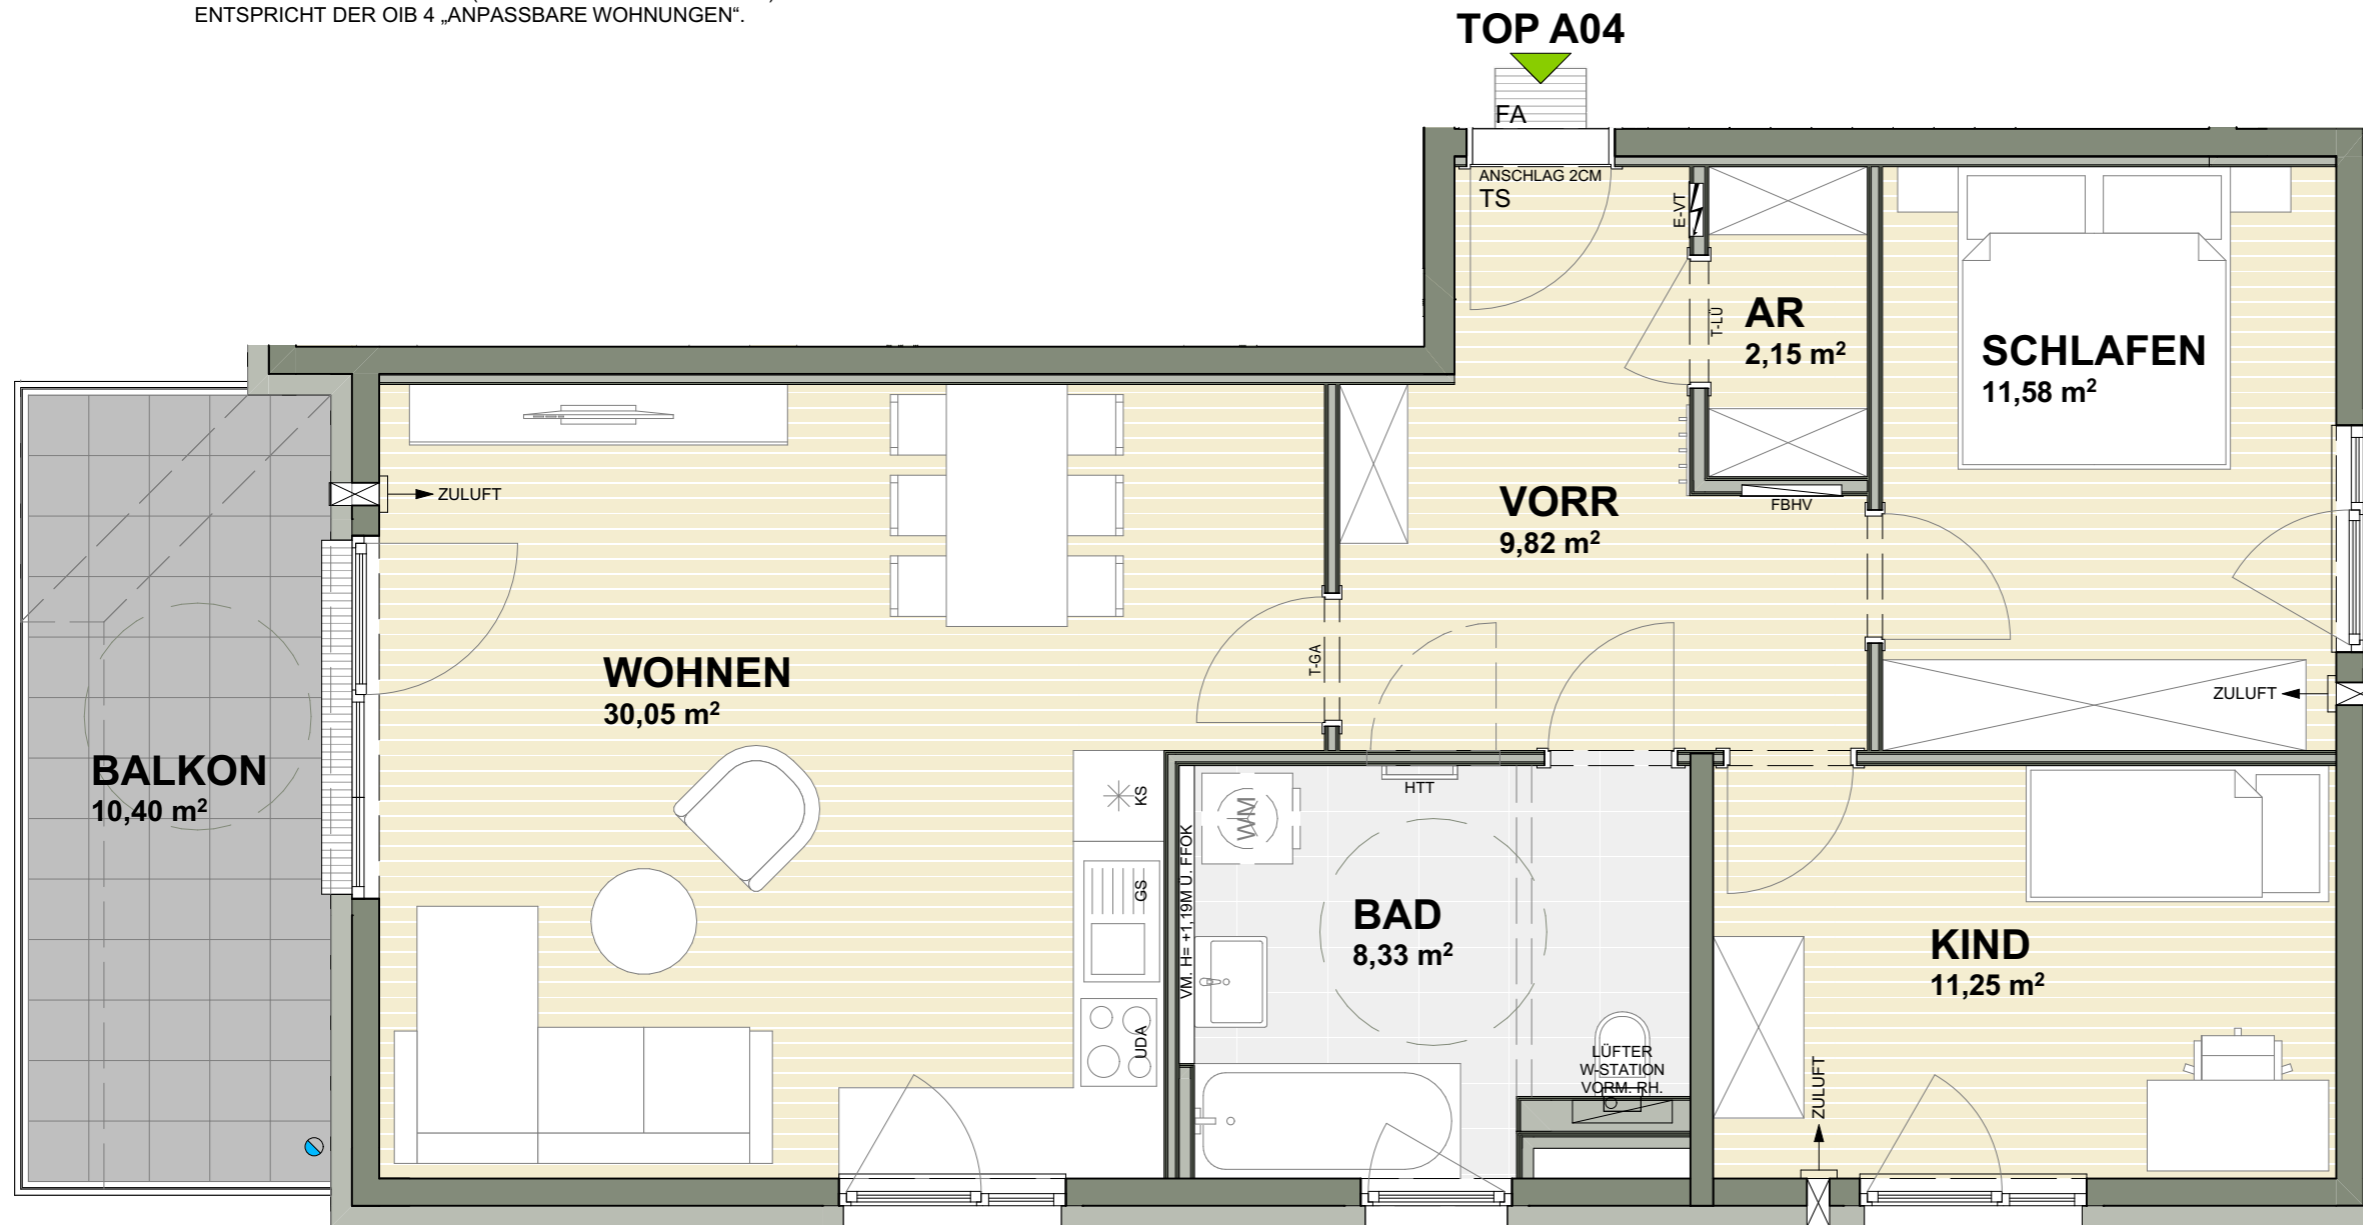 ENTSPRICHT DER OIB 4 „ANPASSBARE WOHNUNGEN“.
TOP A04
FA
ANSCHLAG 2CM
TS
E-VT
T-LÜ
AR
2,15 m²
SCHLAFEN
11,58 m²
ZULUFT
VORR
9,82 m²
FBHV
WOHNEN
30,05 m²
T-GA
ZULUFT
BALKON
10,40 m²
KS
GS
UDA
VM. H= +1,19M Ü. FFOK
WM
HTT
BAD
8,33 m²
KIND
11,25 m²
LÜFTER
W-STATION
VORM. RH.
ZULUFT